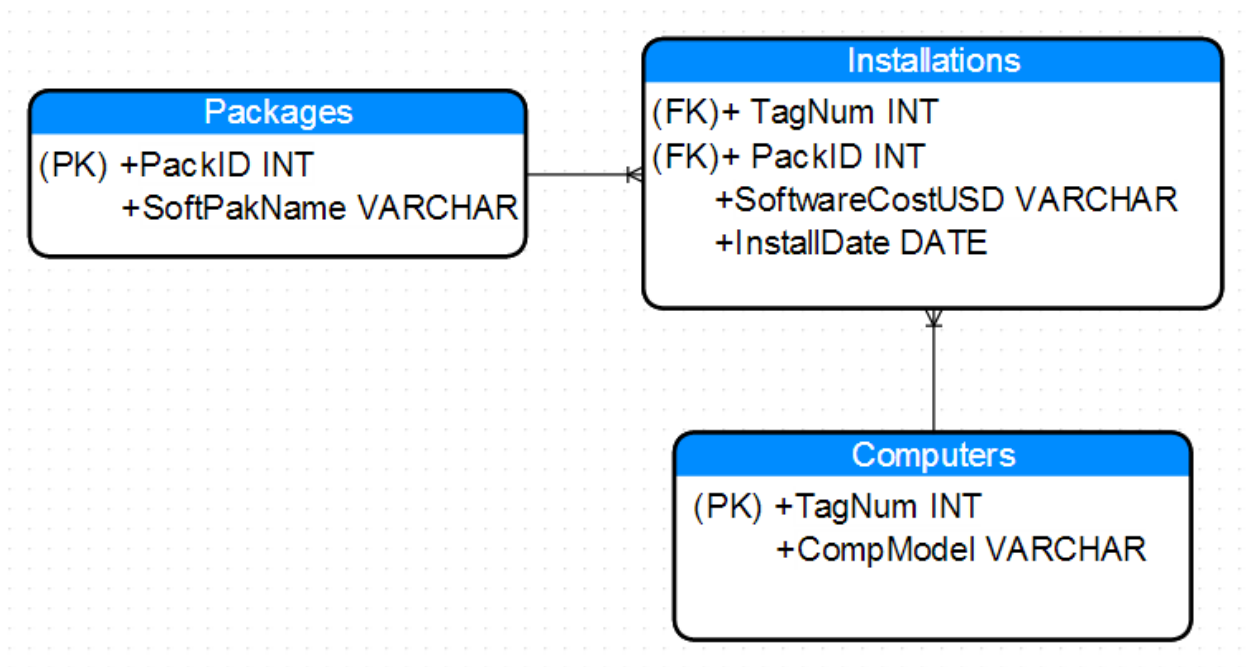 Packages
(PK) +PackID INT
+SoftPakName VARCHAR
Installations
(FK)+ TagNum INT
(FK)+ PackID INT
+SoftwareCostUSD VARCHAR
+InstallDate DATE
Computers
(PK) +TagNum INT
+CompModel VARCHAR